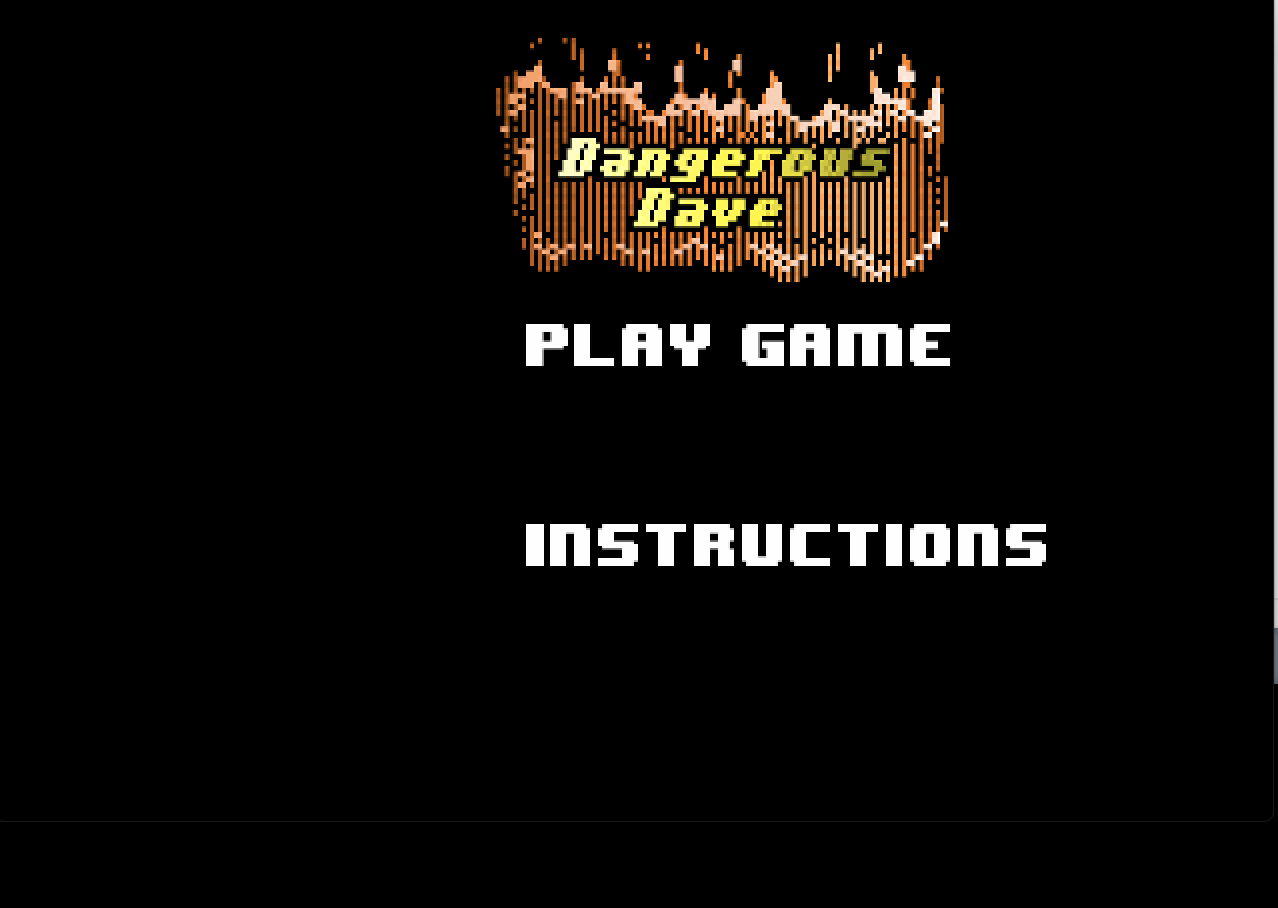 Dangerous
Dave
PLAY GAME
INSTRUCTIONS